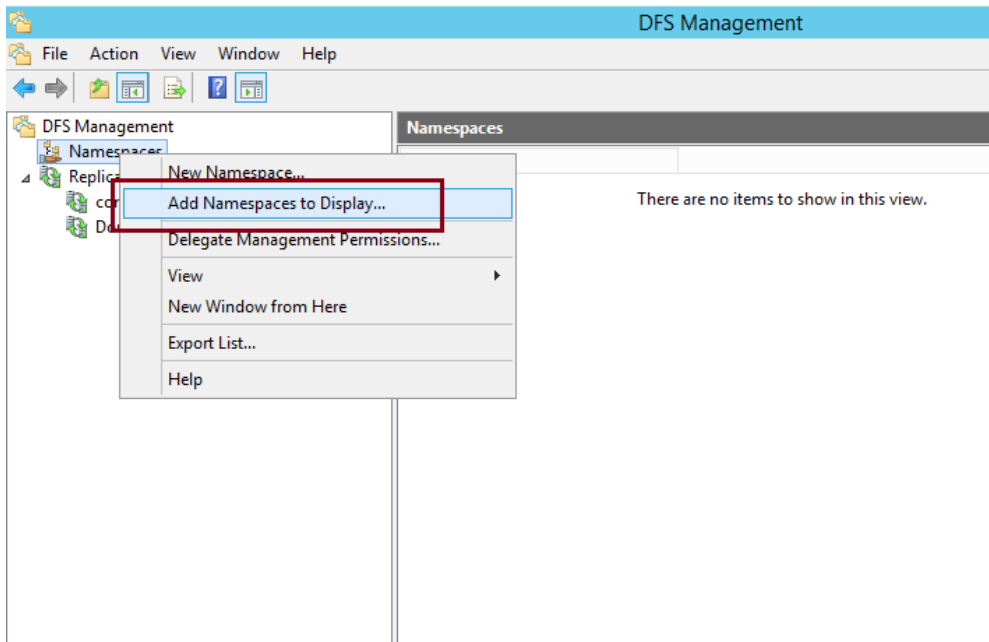 DFS Management
File Action View Window Help
DFS Management
Namespaces
Namespaces
New Namespace...
Add Namespaces to Display...
There are no items to show in this view.
Delegate Management Permissions...
View
New Window from Here
Export List...
Help